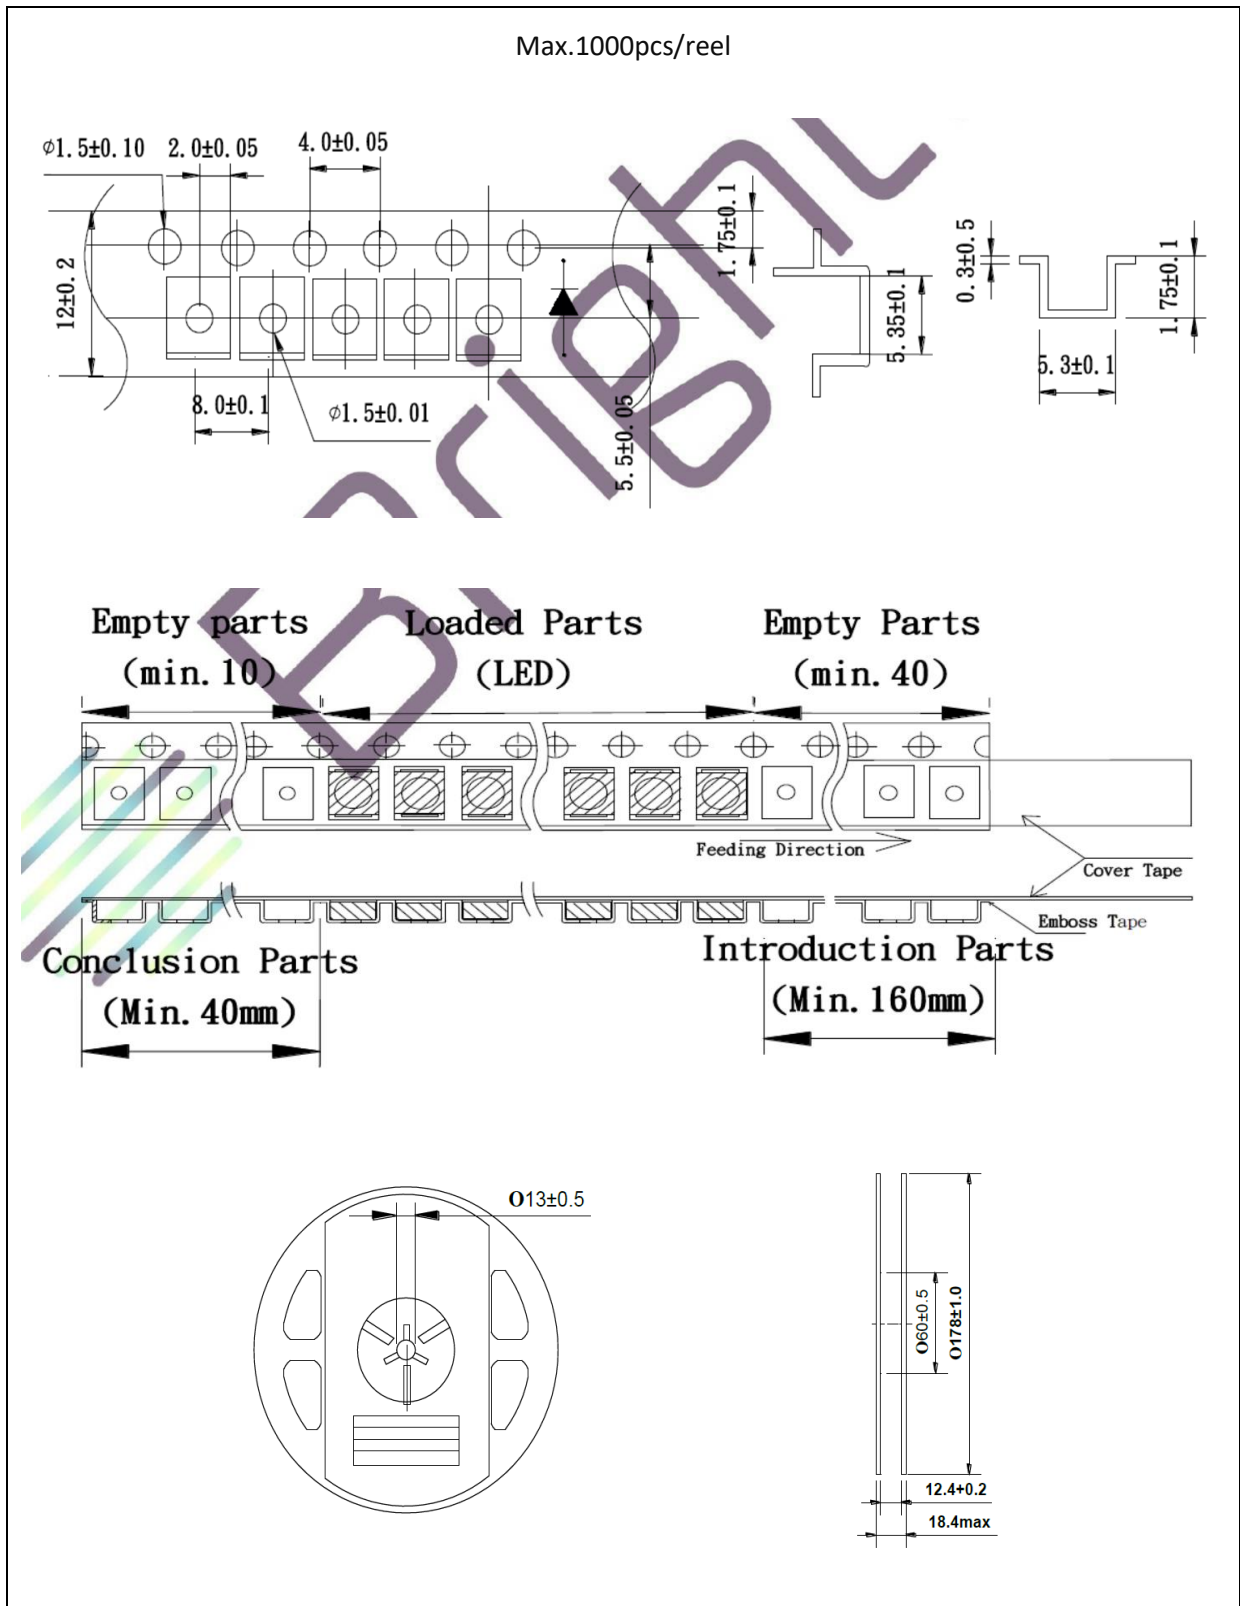 Max.1000pcs/reel
ø1.5±0.10
2.0±0.05
4.0±0.05
12±0.2
1.75±0.1
5.35±0.1
0.3±0.5
1.75±0.1
5.3±0.1
8.0±0.1
ø1.5±0.01
5.5±0.05
Bright
Empty parts
(min.10)
Loaded Parts
(LED)
Empty Parts
(min.40)
Feeding Direction
Cover Tape
Emboss Tape
Conclusion Parts
(Min.40mm)
Introduction Parts
(Min.160mm)
O13±0.5
O60±0.5
O178±1.0
12.4+0.2
18.4max